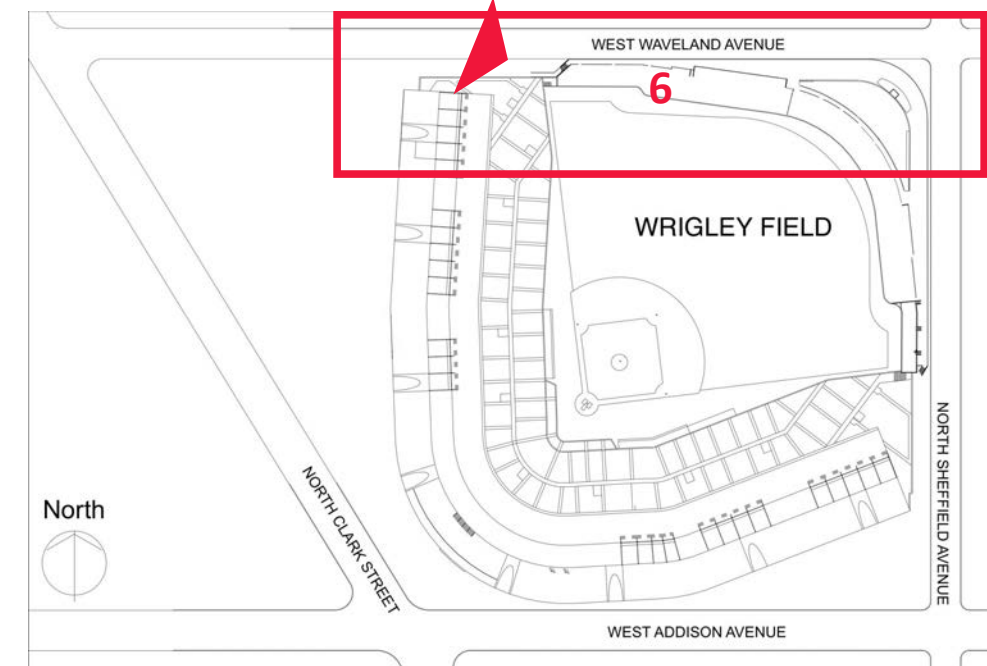 WEST WAVELAND AVENUE
6
WRIGLEY FIELD
North
NORTH CLARK STREET
NORTH SHEFFIELD AVENUE
WEST ADDISON AVENUE